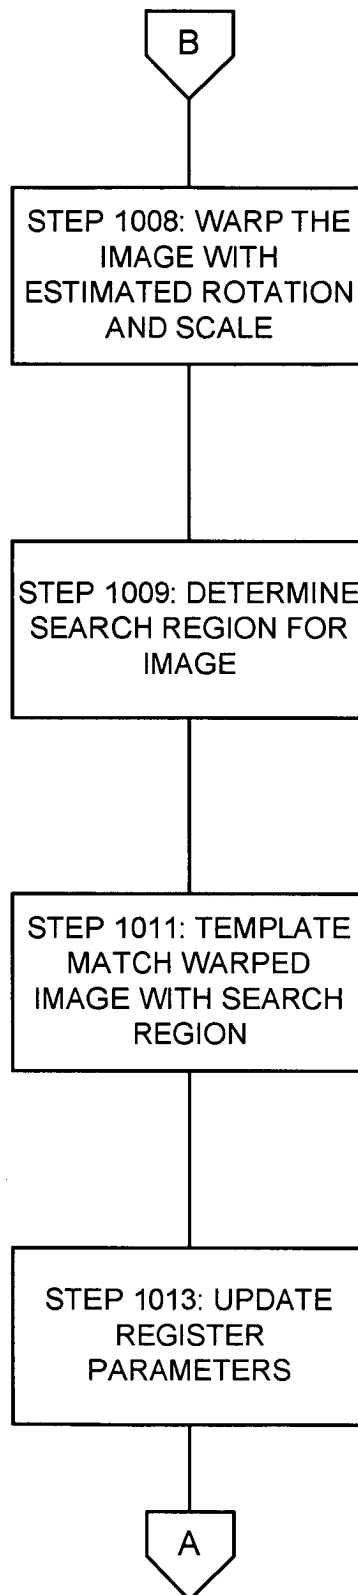 B
STEP 1008: WARP THE
IMAGE WITH
ESTIMATED ROTATION
AND SCALE
STEP 1009: DETERMINE
SEARCH REGION FOR
IMAGE
STEP 1011: TEMPLATE
MATCH WARPED
IMAGE WITH SEARCH
REGION
STEP 1013: UPDATE
REGISTER
PARAMETERS
A